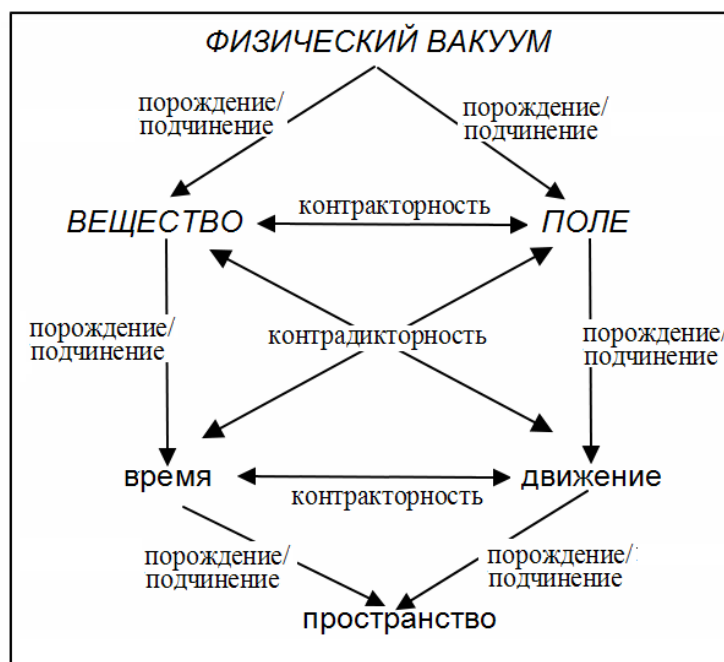 ФИЗИЧЕСКИЙ ВАКУУМ
порождение/
подчинение
порождение/
подчинение
ВЕЩЕСТВО
контракторность
ПОЛЕ
порождение/
подчинение
контрадикторность
порождение/
подчинение
время
контракторность
движение
порождение/
подчинение
порождение/
подчинение
пространство